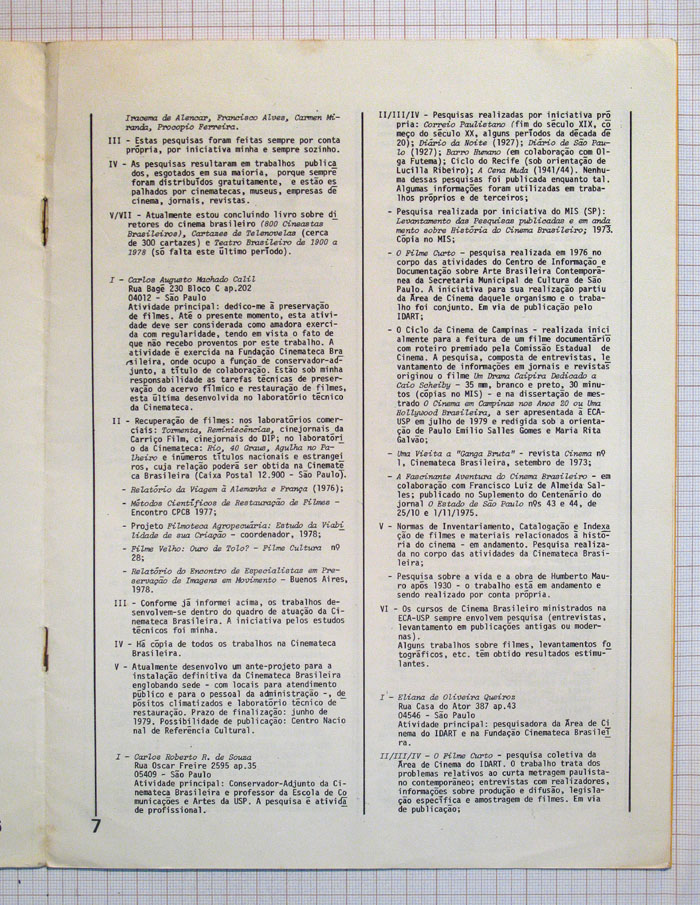 Iracema de Alencar, Francisco Alves, Carmen Mi-
randa, Procopio Ferreira.
III - Estas pesquisas foram feitas sempre por conta
própria, por iniciativa minha e sempre sozinho.
IV - As pesquisas resultaram em trabalhos publica
dos, esgotados em sua maioria, porque sempre
foram distribuídos gratuitamente, e estão es
palhados por cinematecas, museus, empresas de
cinema, jornais, revistas.
V/VII - Atualmente estou concluindo livro sobre di
retores do cinema brasileiro (800 Cineastas
Brasileiros), Cartazes de Telenovelas (cerca
de 300 cartazes) e Teatro Brasileiro de 1900 a
1978 (só falta este último período).
I - Carlos Augusto Machado Calil
Rua Bagé 230 Bloco C ap.202
04012 - São Paulo
Atividade principal: dedico-me à preservação
de filmes. Até o presente momento, esta ativi-
dade deve ser considerada como amadora exerci-
da com regularidade, tendo em vista o fato de
que não recebo proventos por este trabalho. A
atividade é exercida na Fundação Cinemateca Bra
sileira, onde ocupo a função de conservador-ad-
junto, a título de colaboração. Estão sob minha
responsabilidade as tarefas técnicas de preser-
vação do acervo fílmico e restauração de filmes,
esta última desenvolvida no laboratório técnico
da Cinemateca.
II - Recuperação de filmes: nos laboratórios comer-
ciais: Tormenta, Reminiscências, cinejornais da
Carriço Film, cinejornais do DIP; no laboratóri
o da Cinemateca: Rio, 40 Graus, Agulha no Pa-
lheiro e inúmeros títulos nacionais e estrangei
ros, cuja relação poderá ser obtida na Cinemate
ca Brasileira (Caixa Postal 12.900 - São Paulo).
- Relatório da Viagem à Alemanha e França (1976);
- Métodos Científicos de Restauração de Filmes -
Encontro CPCB 1977;
- Projeto Filmoteca Agropecuária: Estudo da Viabi
lidade de sua Criação - coordenador, 1978;
- Filme Velho: Ouro de Tolo? - Filme Cultura nº
28;
- Relatório do Encontro de Especialistas em Pre-
servação de Imagens em Movimento - Buenos Aires,
1978.
III - Conforme já informei acima, os trabalhos de-
senvolvem-se dentro do quadro de atuação da Ci-
nemateca Brasileira. A iniciativa pelos estudos
técnicos foi minha.
IV - Há cópia de todos os trabalhos na Cinemateca
Brasileira.
V - Atualmente desenvolvo um ante-projeto para a
instalação definitiva da Cinemateca Brasileira
englobando sede - com locais para atendimento
público e para o pessoal da administração -, de
pósitos climatizados e laboratório técnico de
restauração. Prazo de finalização: junho de
1979. Possibilidade de publicação: Centro Nacio
nal de Referência Cultural.
I - Carlos Roberto R. de Souza
Rua Oscar Freire 2595 ap.35
05409 - São Paulo
Atividade principal: Conservador-Adjunto da Ci-
nemateca Brasileira e professor da Escola de Co
municações e Artes da USP. A pesquisa é ativida
de profissional.
7
II/III/IV - Pesquisas realizadas por iniciativa pró
pria: Correio Paulistano (fim do século XIX, co
meço do século XX, alguns períodos da década de
20); Diário da Noite (1927); Diário de São Pau-
lo (1927); Barro Humano (em colaboração com Ol-
ga Futema); Ciclo do Recife (sob orientação de
Lucilla Ribeiro); A Cena Muda (1941/44). Nenhu-
ma dessas pesquisas foi publicada enquanto tal.
Algumas informações foram utilizadas em traba-
lhos próprios e de terceiros;
- Pesquisa realizada por iniciativa do MIS (SP):
Levantamento das Pesquisas publicadas e em anda
mento sobre História do Cinema Brasileiro; 1973.
Cópia no MIS;
- O Filme Curto - pesquisa realizada em 1976 no
corpo das atividades do Centro de Informação e
Documentação sobre Arte Brasileira Contemporâ-
nea da Secretaria Municipal de Cultura de São
Paulo. A iniciativa para sua realização partiu
da Área de Cinema daquele organismo e o traba-
lho foi conjunto. Em via de publicação pelo
IDART;
- O Ciclo de Cinema de Campinas - realizada inici
almente para a feitura de um filme documentário
com roteiro premiado pela Comissão Estadual de
Cinema. A pesquisa, composta de entrevistas, le
vantamento de informações em jornais e revistas
originou o filme Um Drama Caipira Dedicado a
Caio Scheiby - 35 mm, branco e preto, 30 minu-
tos (cópias no MIS) - e na dissertação de mes-
trado O Cinema em Campinas nos Anos 20 ou Uma
Hollywood Brasileira, a ser apresentada à ECA-
USP em julho de 1979 e redigida sob a orienta-
ção de Paulo Emilio Salles Gomes e Maria Rita
Galvão;
- Uma Visita a "Ganga Bruta" - revista Cinema nº
1, Cinemateca Brasileira, setembro de 1973;
- A Fascinante Aventura do Cinema Brasileiro - em
colaboração com Francisco Luiz de Almeida Sal-
les; publicado no Suplemento do Centenário do
jornal O Estado de São Paulo nºs 43 e 44, de
25/10 e 1/11/1975.
V - Normas de Inventariamento, Catalogação e Indexa
ção de filmes e materiais relacionados à histó-
ria do cinema - em andamento. Pesquisa realiza-
da no corpo das atividades da Cinemateca Brasi-
leira;
- Pesquisa sobre a vida e a obra de Humberto Mau-
ro após 1930 - o trabalho está em andamento e
sendo realizado por conta própria.
VI - Os cursos de Cinema Brasileiro ministrados na
ECA-USP sempre envolvem pesquisa (entrevistas,
levantamento em publicações antigas ou moder-
nas).
Alguns trabalhos sobre filmes, levantamentos fo
tográficos, etc. têm obtido resultados estimu-
lantes.
I - Eliana de Oliveira Queiroz
Rua Casa do Ator 387 ap.43
04546 - São Paulo
Atividade principal: pesquisadora da Área de Ci
nema do IDART e na Fundação Cinemateca Brasilei
ra.
II/III/IV - O Filme Curto - pesquisa coletiva da
Área de Cinema do IDART. O trabalho trata dos
problemas relativos ao curta metragem paulista-
no contemporâneo; entrevistas com realizadores,
informações sobre produção e difusão, legisla-
ção específica e amostragem de filmes. Em via
de publicação;